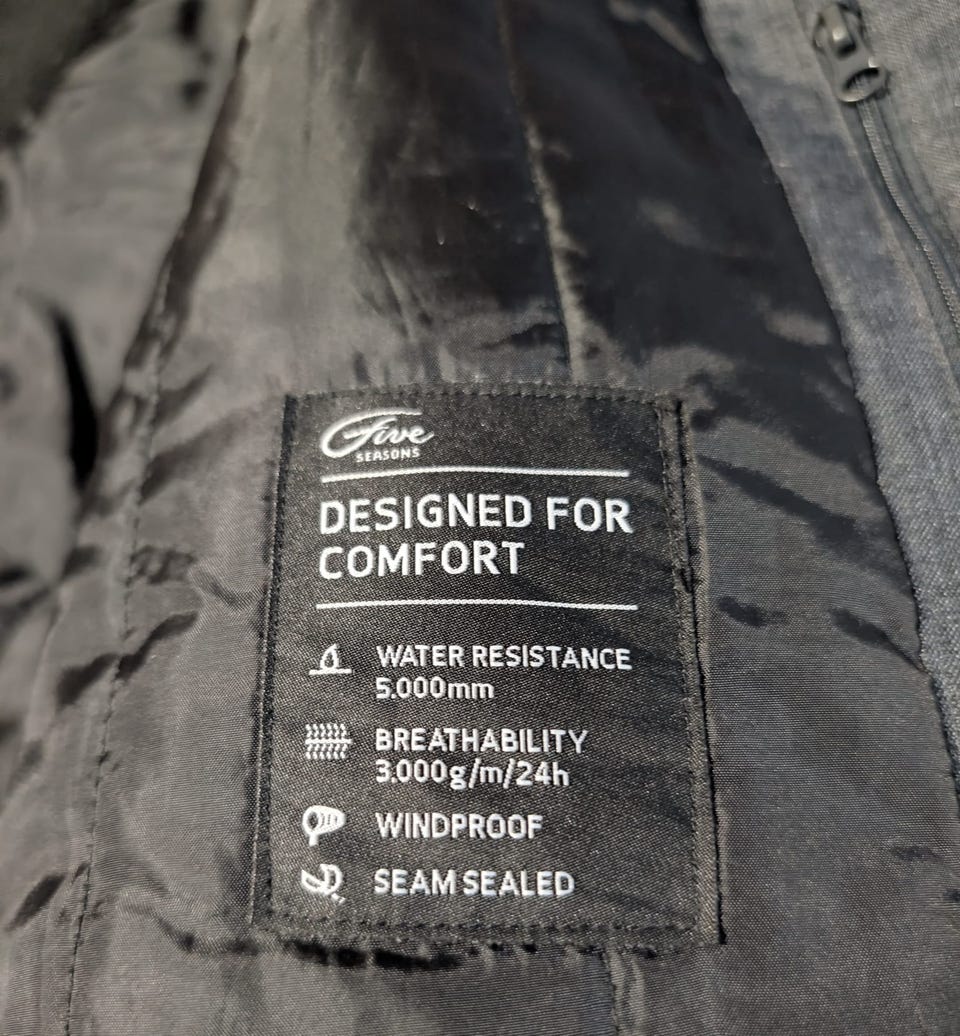 Five
SEASONS
DESIGNED FOR
COMFORT
WATER RESISTANCE
5.000mm
BREATHABILITY
3.000g/m/24h
WINDPROOF
SEAM SEALED